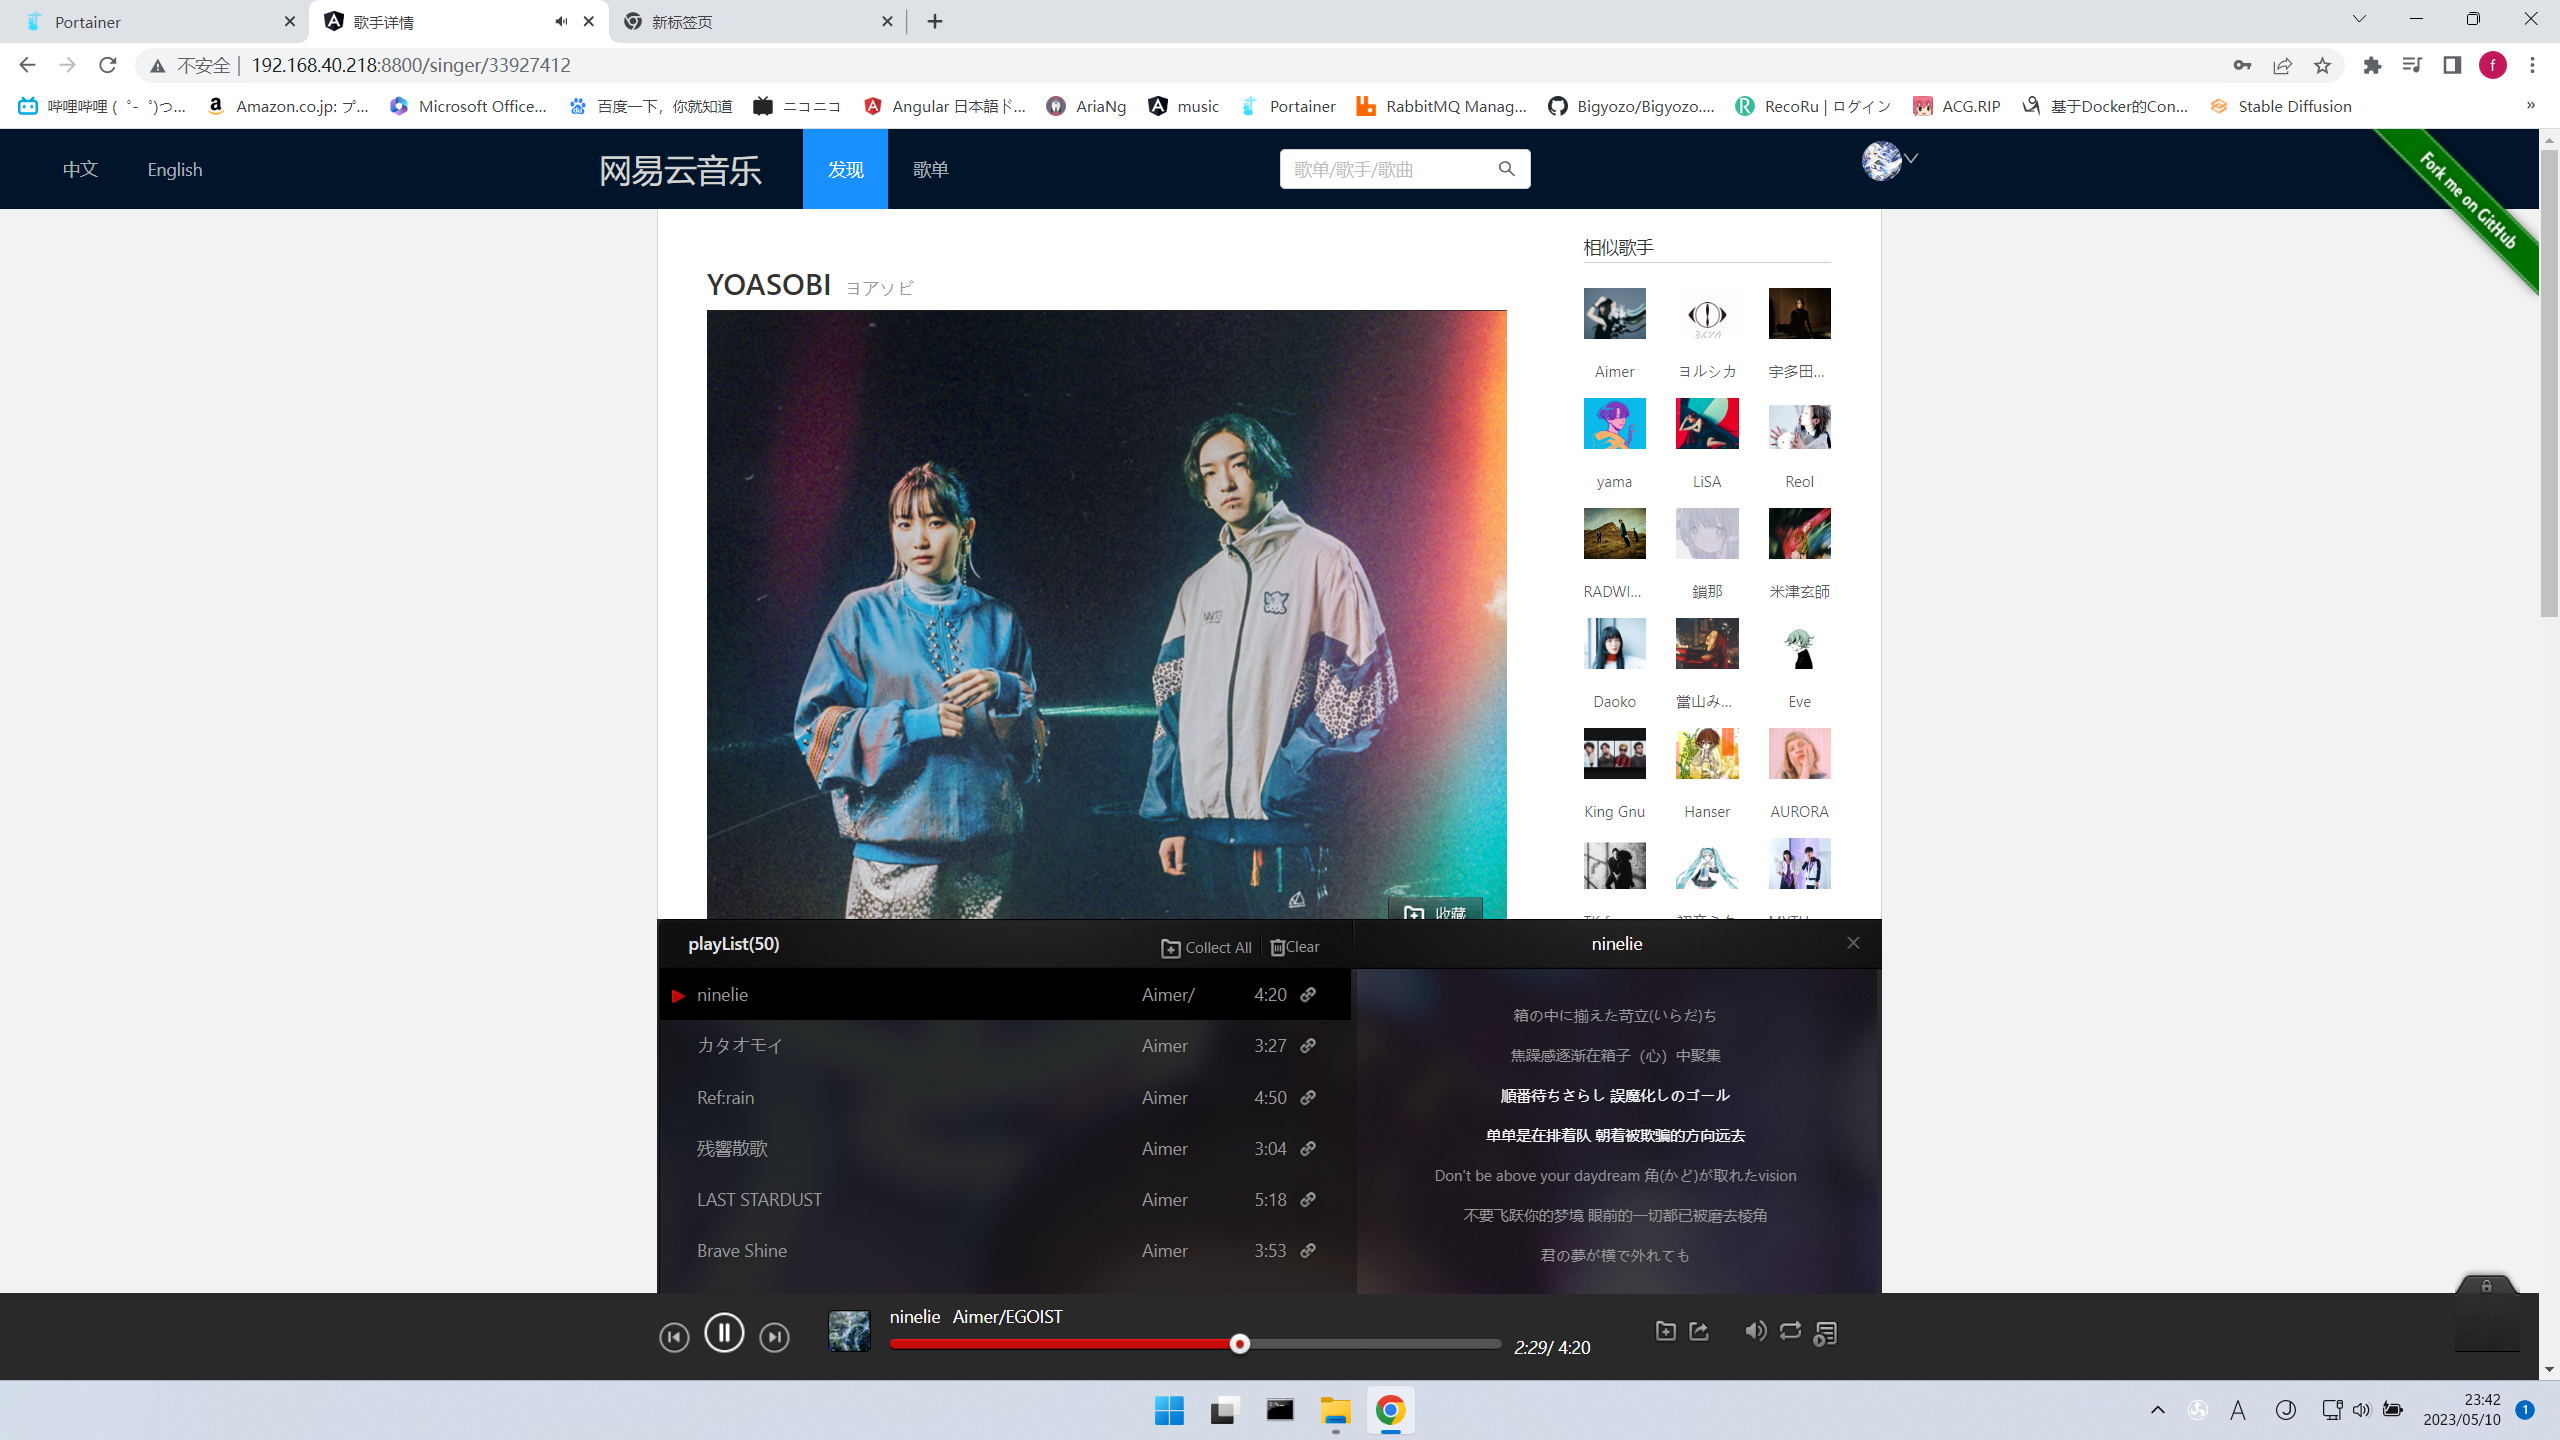 Portainer
歌手详情
新标签页
不安全 192.168.40.218:8800/singer/33927412
哔哩哔哩 (゜-゜)つ... Amazon.co.jp: プ... Microsoft Office... 百度一下，你就知道 ニコニコ Angular 日本語ド... AriaNg music Portainer RabbitMQ Manag... Bigyozo/Bigyozo.... RecoRu | ログイン ACG.RIP 基于Docker的Con... Stable Diffusion »
中文 English 网易云音乐 发现 歌单 歌单/歌手/歌曲
Fork me on GitHub
YOASOBI ヨアソビ
收藏
相似歌手
Aimer ヨルシカ 宇多田...
yama LiSA Reol
RADWI... 鎖那 米津玄師
Daoko 當山み... Eve
King Gnu Hanser AURORA
playList(50) Collect All Clear
ninelie Aimer/ 4:20
カタオモイ Aimer 3:27
Ref:rain Aimer 4:50
残響散歌 Aimer 3:04
LAST STARDUST Aimer 5:18
Brave Shine Aimer 3:53
ninelie
箱の中に揃えた苛立(いらだ)ち
焦躁感逐渐在箱子（心）中聚集
順番待ちさらし 誤魔化しのゴール
单单是在排着队 朝着被欺骗的方向远去
Don't be above your daydream 角(かど)が取れたvision
不要飞跃你的梦境 眼前的一切都已被磨去棱角
君の夢が横で外れても
ninelie Aimer/EGOIST
2:29/ 4:20
23:42
2023/05/10
1